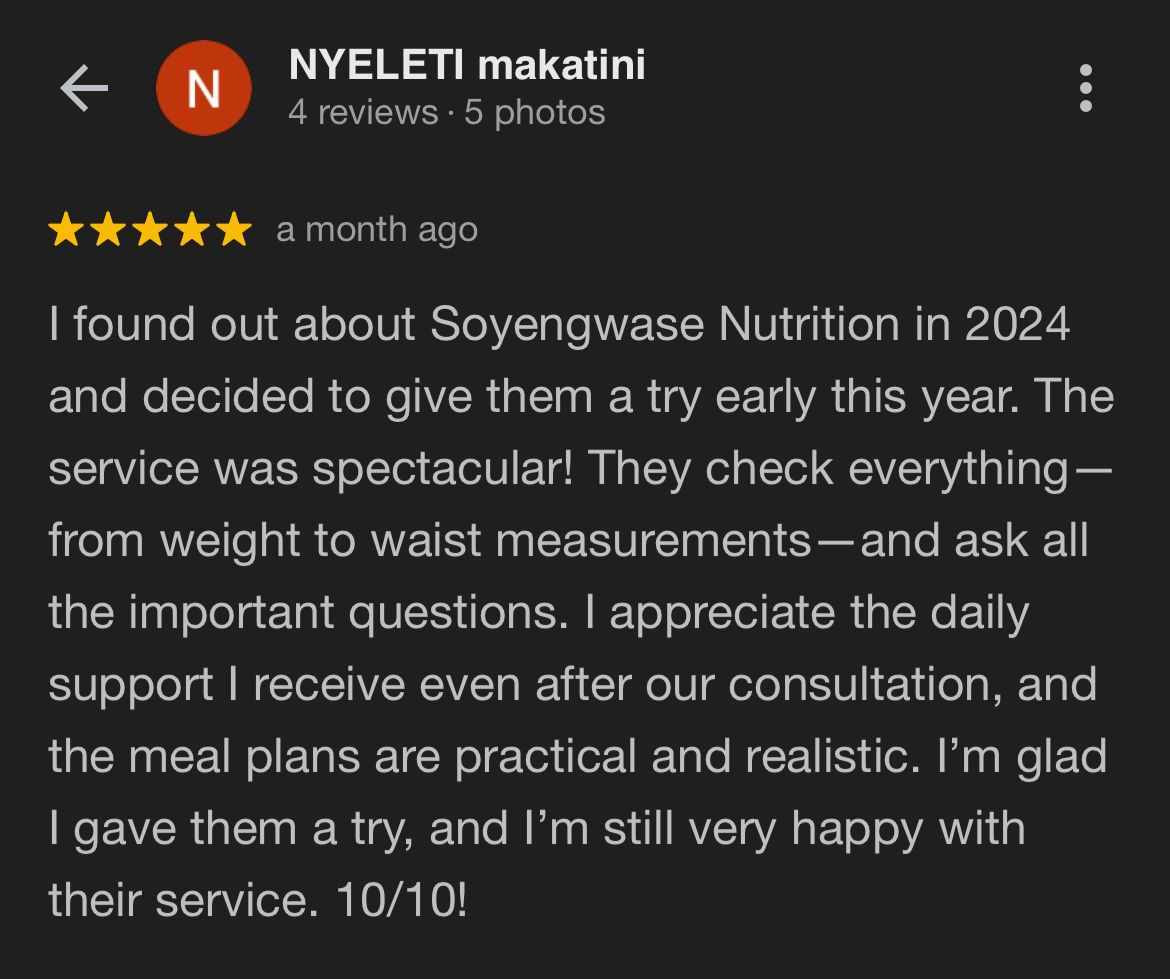 N
NYELETI makatini
4 reviews · 5 photos
a month ago
I found out about Soyengwase Nutrition in 2024
and decided to give them a try early this year. The
service was spectacular! They check everything—
from weight to waist measurements—and ask all
the important questions. I appreciate the daily
support I receive even after our consultation, and
the meal plans are practical and realistic. I’m glad
I gave them a try, and I’m still very happy with
their service. 10/10!